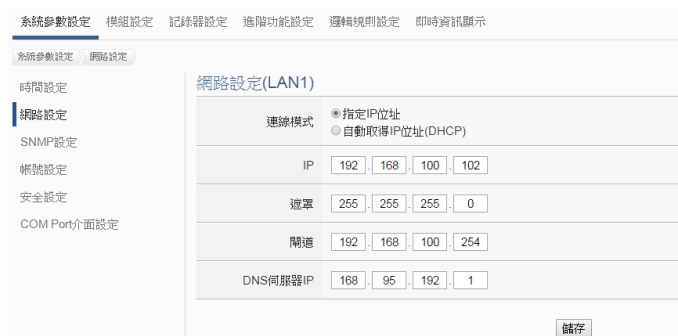 系統參數設定 模組設定 記錄器設定 進階功能設定 邏輯規則設定 即時資訊顯示
系統參數設定 網路設定
時間設定
網路設定
SNMP設定
帳號設定
安全設定
COM Port介面設定
網路設定(LAN1)
連線模式 指定IP位址
自動取得IP位址(DHCP)
IP 192 . 168 . 100 . 102
遮罩 255 . 255 . 255 . 0
閘道 192 . 168 . 100 . 254
DNS伺服器IP 168 . 95 . 192 . 1
儲存